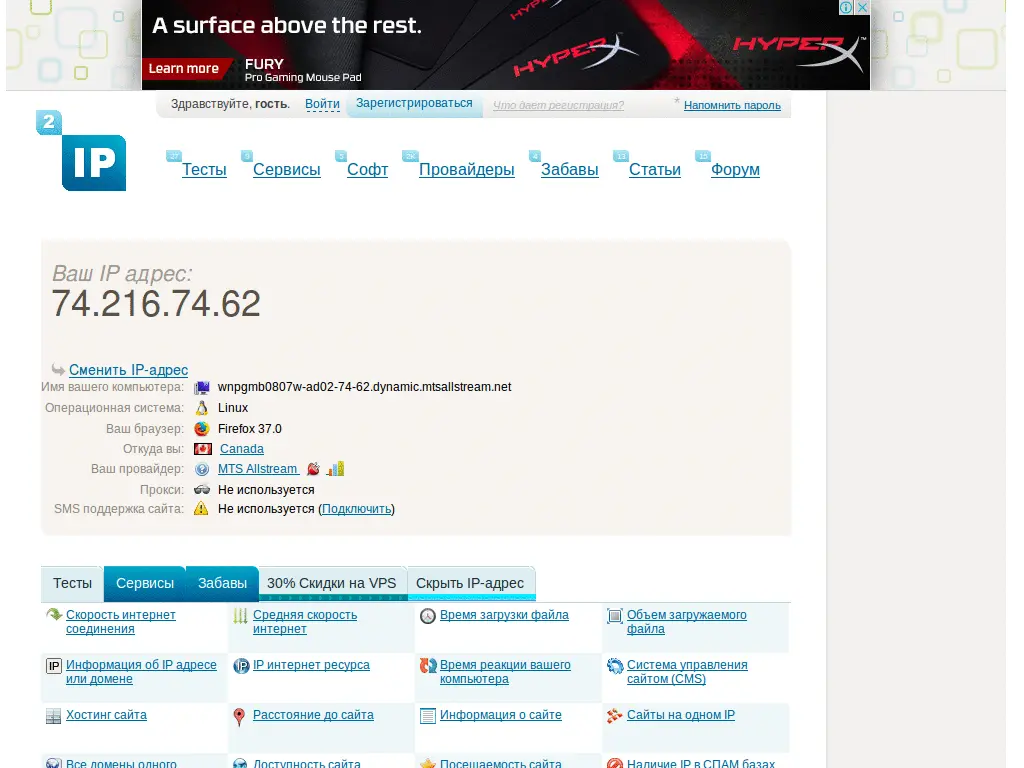 A surface above the rest.
HYPERX
HYPERX
HYPERX
Learn more
FURY
Pro Gaming Mouse Pad
Здравствуйте, гость. Войти Зарегистрироваться Что дает регистрация? * Напомнить пароль
2
IP
27 Тесты 9 Сервисы 5 Софт 2K Провайдеры 4 Забавы 13 Статьи 15 Форум
Ваш IP адрес:
74.216.74.62
Сменить IP-адрес
Имя вашего компьютера: wnpgmb0807w-ad02-74-62.dynamic.mtsallstream.net
Операционная система: Linux
Ваш браузер: Firefox 37.0
Откуда вы: Canada
Ваш провайдер: MTS Allstream
Прокси: Не используется
SMS поддержка сайта: Не используется (Подключить)
Тесты Сервисы Забавы 30% Скидки на VPS Скрыть IP-адрес
Скорость интернет
соединения
Средняя скорость
интернет
Время загрузки файла
Объем загружаемого
файла
IP Информация об IP адресе
или домене
IP интернет ресурса
Время реакции вашего
компьютера
Система управления
сайтом (CMS)
Хостинг сайта
Расстояние до сайта
Информация о сайте
Сайты на одном IP
Все домены одного
Доступность сайта
Посещаемость сайта
Наличие IP в СПАМ базах